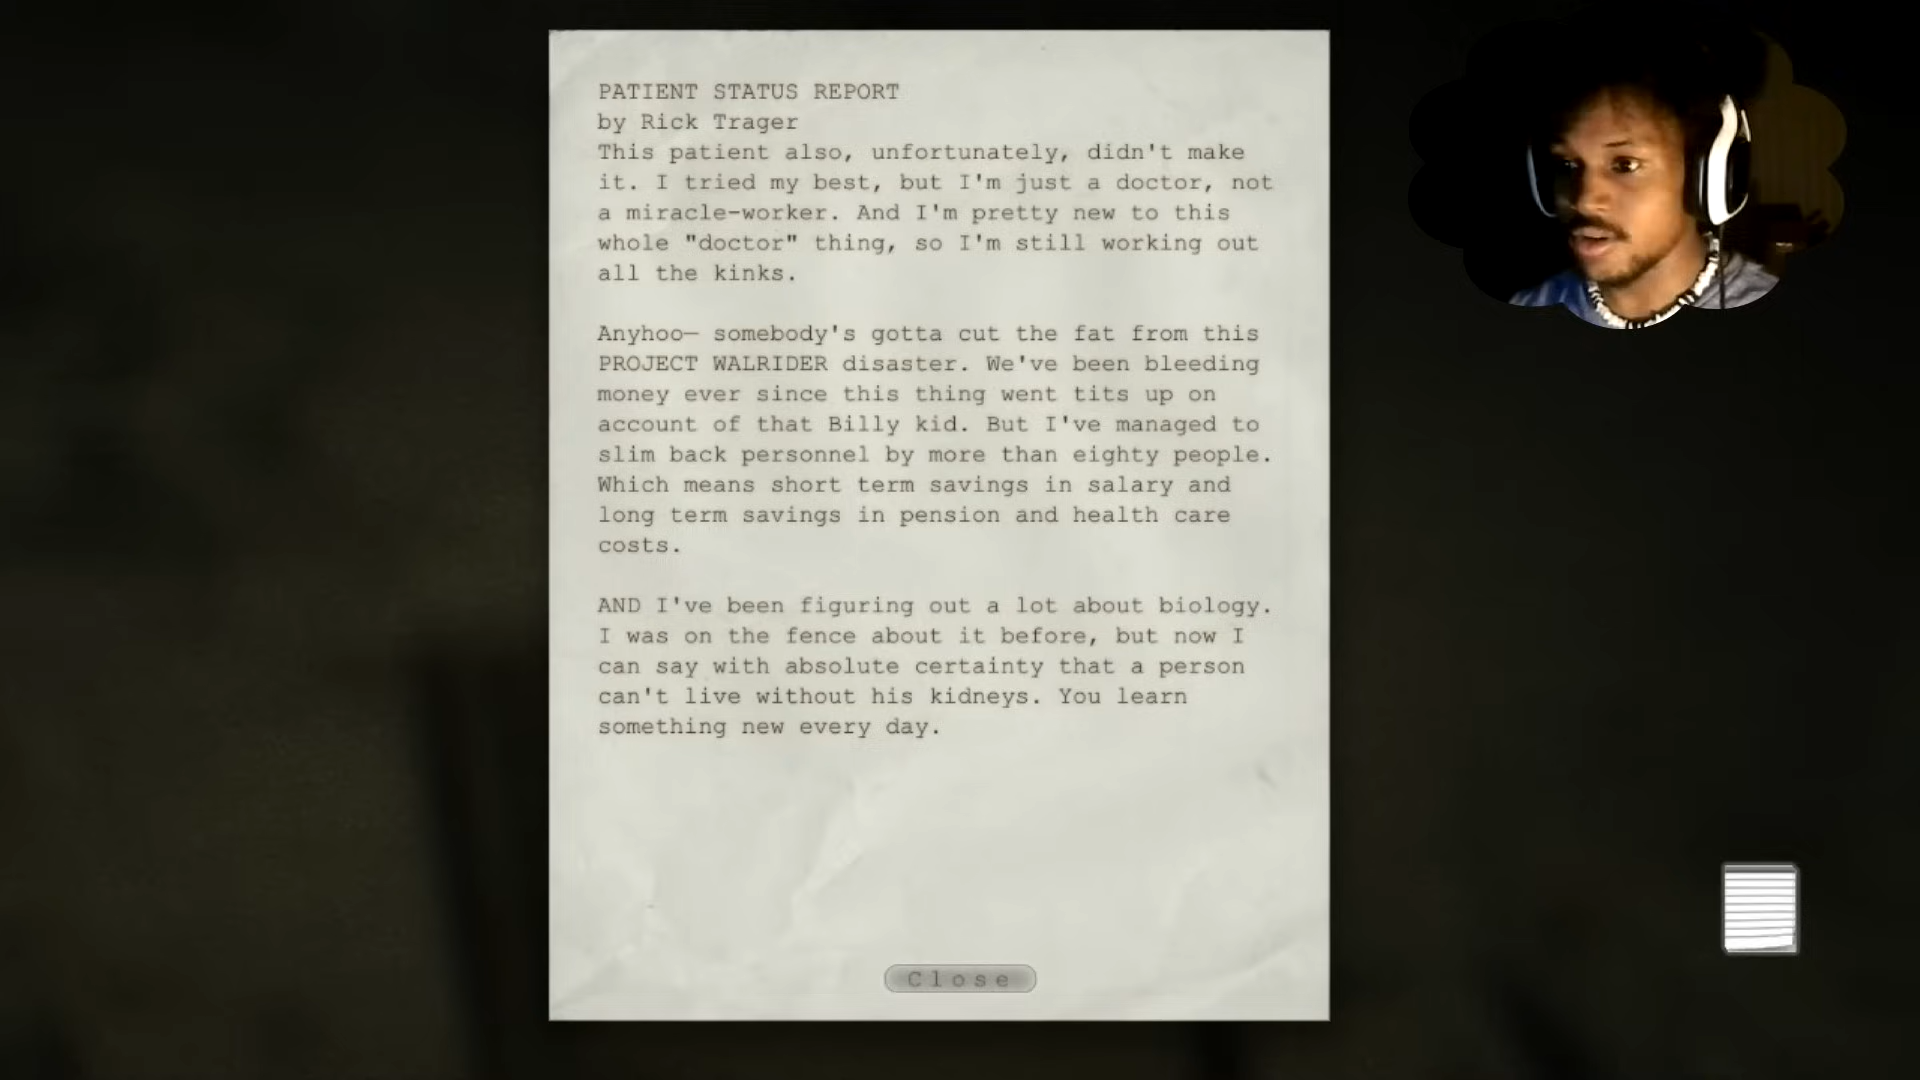 PATIENT STATUS REPORT
by Rick Trager
This patient also, unfortunately, didn't make
it. I tried my best, but I'm just a doctor, not
a miracle-worker. And I'm pretty new to this
whole "doctor" thing, so I'm still working out
all the kinks.
Anyhoo— somebody's gotta cut the fat from this
PROJECT WALRIDER disaster. We've been bleeding
money ever since this thing went tits up on
account of that Billy kid. But I've managed to
slim back personnel by more than eighty people.
Which means short term savings in salary and
long term savings in pension and health care
costs.
AND I've been figuring out a lot about biology.
I was on the fence about it before, but now I
can say with absolute certainty that a person
can't live without his kidneys. You learn
something new every day.
Close